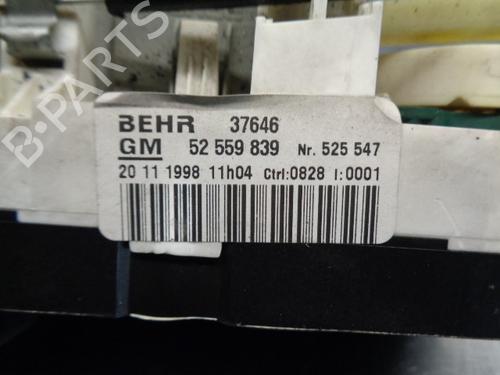 BEHR 37646
GM 52 559 839 Nr. 525 547
20 11 1998 11h04 Ctrl:0828 I:0001
B-PARTS